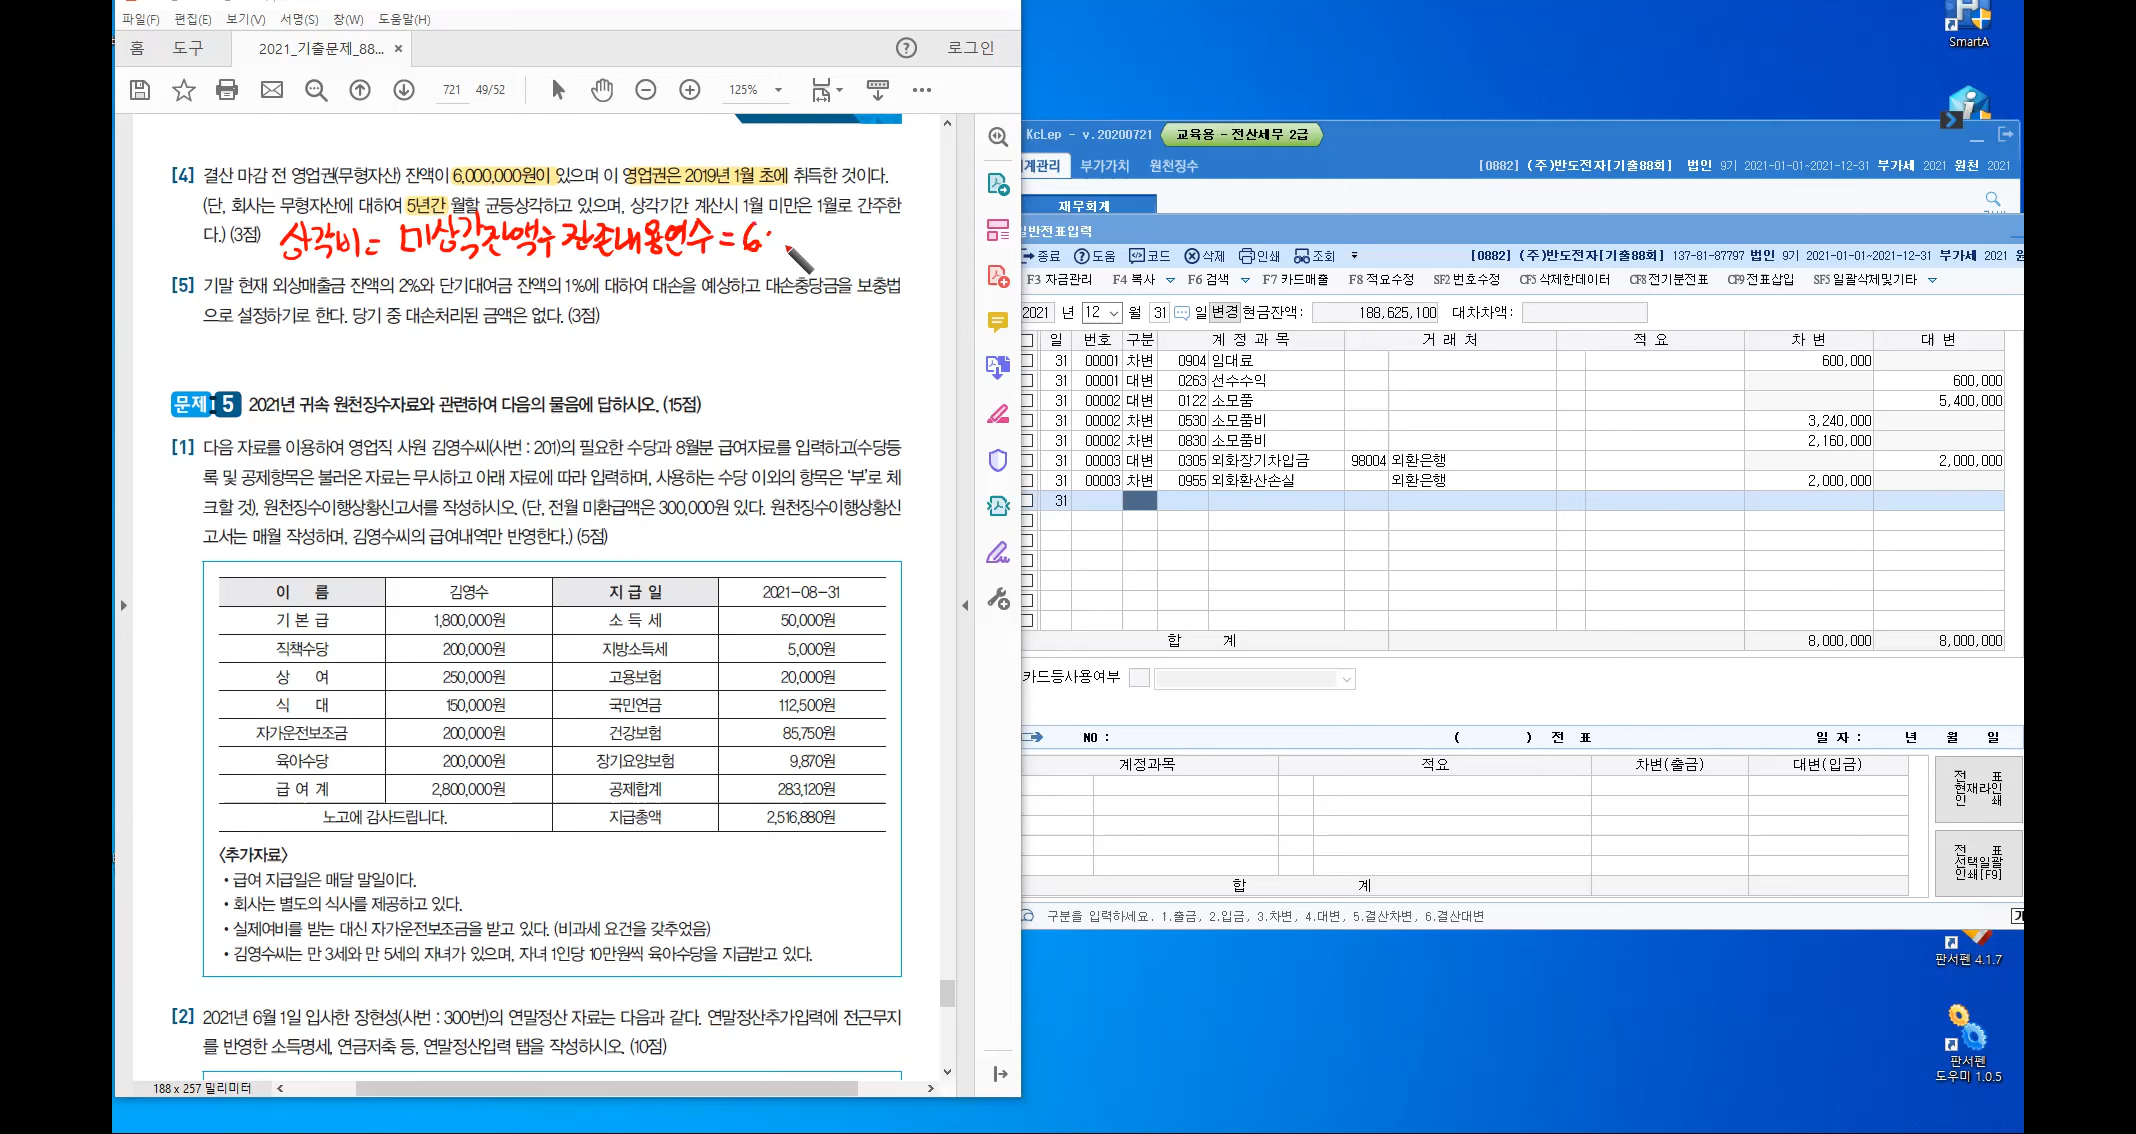 파일(F) 편집(E) 보기(V) 서명(S) 창(W) 도움말(H)
홈 도구 2021_기출문제_88... × 로그인
721 49/52 125%
[4] 결산 마감 전 영업권(무형자산) 잔액이 6,000,000원이 있으며 이 영업권은 2019년 1월 초에 취득한 것이다.
(단, 회사는 무형자산에 대하여 5년간 월할 균등상각하고 있으며, 상각기간 계산시 1월 미만은 1월로 간주한
다.) (3점)
상각비 = 미상각잔액 ÷ 잔존내용연수 = 6
[5] 기말 현재 외상매출금 잔액의 2%와 단기대여금 잔액의 1%에 대하여 대손을 예상하고 대손충당금을 보충법
으로 설정하기로 한다. 당기 중 대손처리된 금액은 없다. (3점)
문제 5 2021년 귀속 원천징수자료와 관련하여 다음의 물음에 답하시오. (15점)
[1] 다음 자료를 이용하여 영업직 사원 김영수씨(사번 : 201)의 필요한 수당과 8월분 급여자료를 입력하고(수당등
록 및 공제항목은 불러온 자료는 무시하고 아래 자료에 따라 입력하며, 사용하는 수당 이외의 항목은 '부'로 체
크할 것), 원천징수이행상황신고서를 작성하시오. (단, 전월 미환급액은 300,000원 있다. 원천징수이행상황신
고서는 매월 작성하며, 김영수씨의 급여내역만 반영한다.) (5점)
이 름 김영수 지 급 일 2021-08-31
기 본 급 1,800,000원 소 득 세 50,000원
직책수당 200,000원 지방소득세 5,000원
상 여 250,000원 고용보험 20,000원
식 대 150,000원 국민연금 112,500원
자가운전보조금 200,000원 건강보험 85,750원
육아수당 200,000원 장기요양보험 9,870원
급 여 계 2,800,000원 공제합계 283,120원
노고에 감사드립니다. 지급총액 2,516,880원
〈추가자료〉
• 급여 지급일은 매달 말일이다.
• 회사는 별도의 식사를 제공하고 있다.
• 실제여비를 받는 대신 자가운전보조금을 받고 있다. (비과세 요건을 갖추었음)
• 김영수씨는 만 3세와 만 5세의 자녀가 있으며, 자녀 1인당 10만원씩 육아수당을 지급받고 있다.
[2] 2021년 6월 1일 입사한 장현성(사번 : 300번)의 연말정산 자료는 다음과 같다. 연말정산추가입력에 전근무지
를 반영한 소득명세, 연금저축 등, 연말정산입력 탭을 작성하시오. (10점)
188 x 257 밀리미터
SmartA
KcLep - v.20200721 교육용 - 전산세무 2급
계관리 부가가치 원천징수 [0882] (주)반도전자[기출88회] 법인 9기 2021-01-01~2021-12-31 부가세 2021 원천 2021
재무회계
일반전표입력
종료 도움 코드 삭제 인쇄 조회 [0882] (주)반도전자[기출88회] 137-81-87797 법인 9기 2021-01-01~2021-12-31 부가세 2021
F3 자금관리 F4 복사 F6 검색 F7 카드매출 F8 적요수정 SF2 번호수정 CF5 삭제한데이터 CF8 전기분전표 CF9 전표삽입 SF5 일괄삭제및기타
2021 년 12 월 31 일 변경 현금잔액: 188,625,100 대차차액:
일 번호 구분 계 정 과 목 거 래 처 적 요 차 변 대 변
31 00001 차변 0904 임대료 600,000
31 00001 대변 0263 선수수익 600,000
31 00002 대변 0122 소모품 5,400,000
31 00002 차변 0530 소모품비 3,240,000
31 00002 차변 0830 소모품비 2,160,000
31 00003 대변 0305 외화장기차입금 98004 외환은행 2,000,000
31 00003 차변 0955 외화환산손실 외환은행 2,000,000
31
합 계 8,000,000 8,000,000
카드등사용여부
NO : ( ) 전 표 일 자 : 년 월 일
계정과목 적요 차변(출금) 대변(입금)
전 표
현재라인
인 쇄
전 표
선택일괄
인쇄[F9]
합 계
구분을 입력하세요. 1.출금, 2.입금, 3.차변, 4.대변, 5.결산차변, 6.결산대변
판서펜 4.1.7
판서펜
도우미 1.0.5